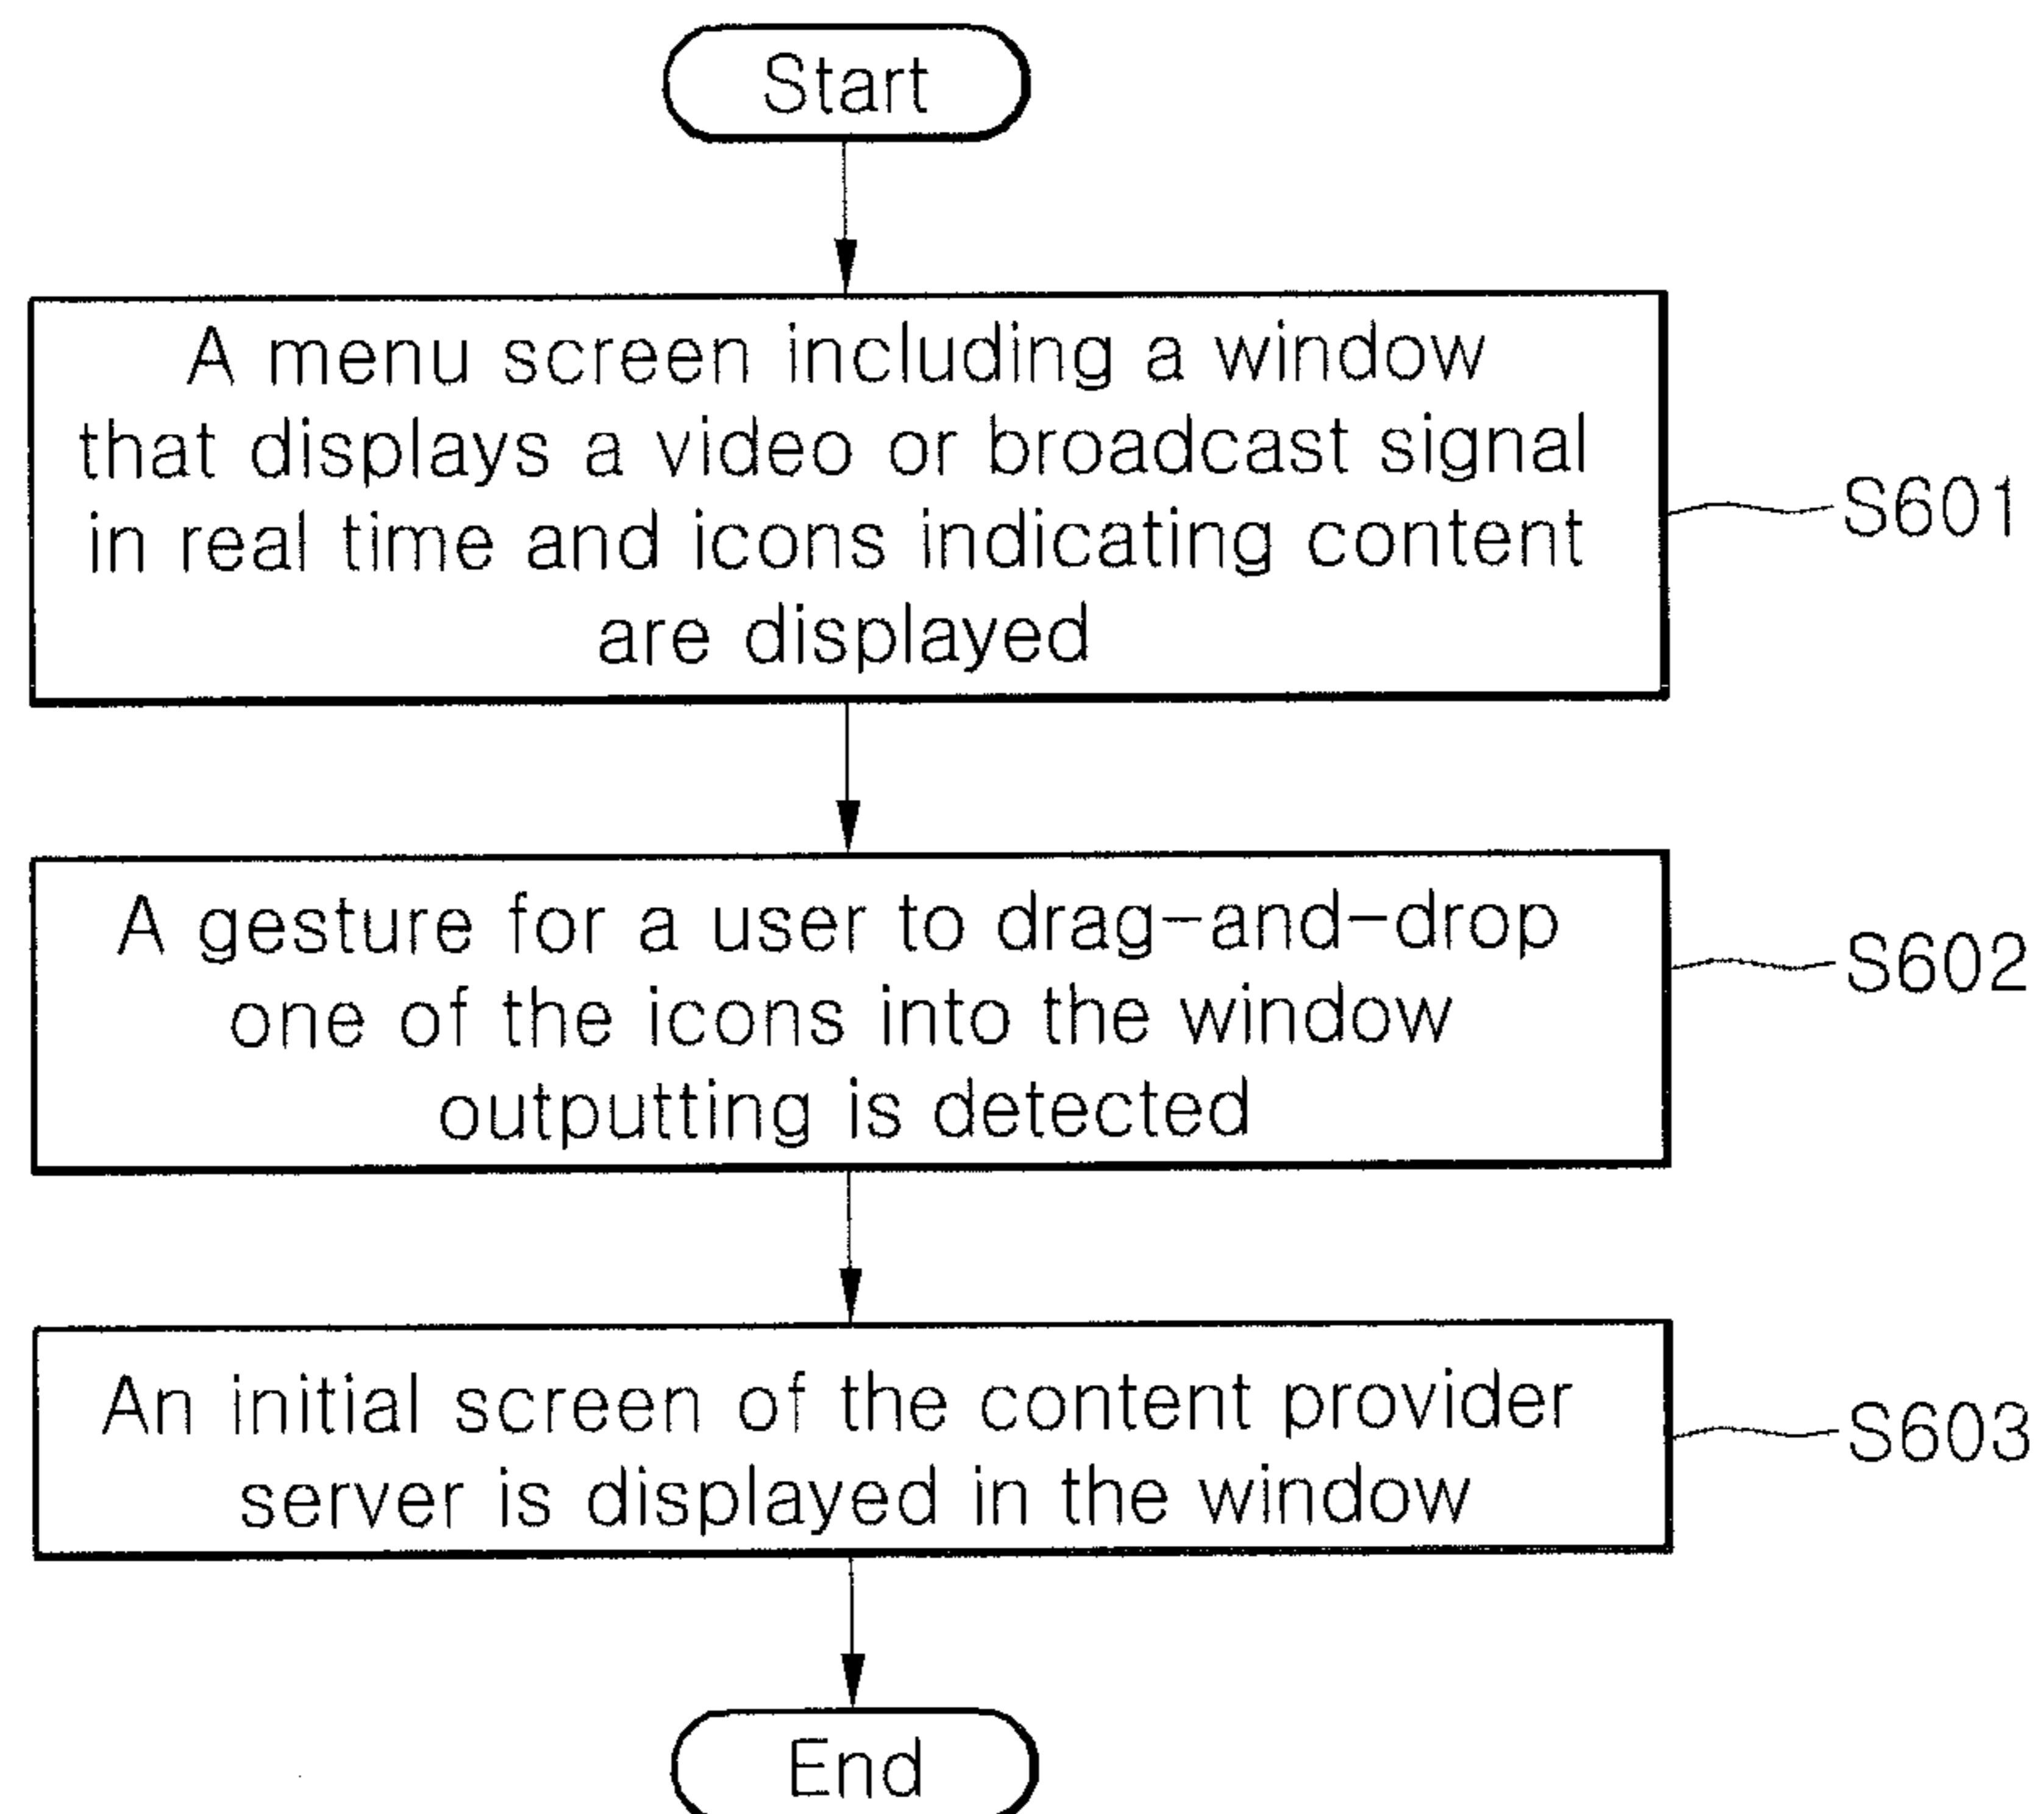 Start
A menu screen including a window
that displays a video or broadcast signal
in real time and icons indicating content
are displayed
S601
A gesture for a user to drag-and-drop
one of the icons into the window
outputting is detected
S602
An initial screen of the content provider
server is displayed in the window
S603
End